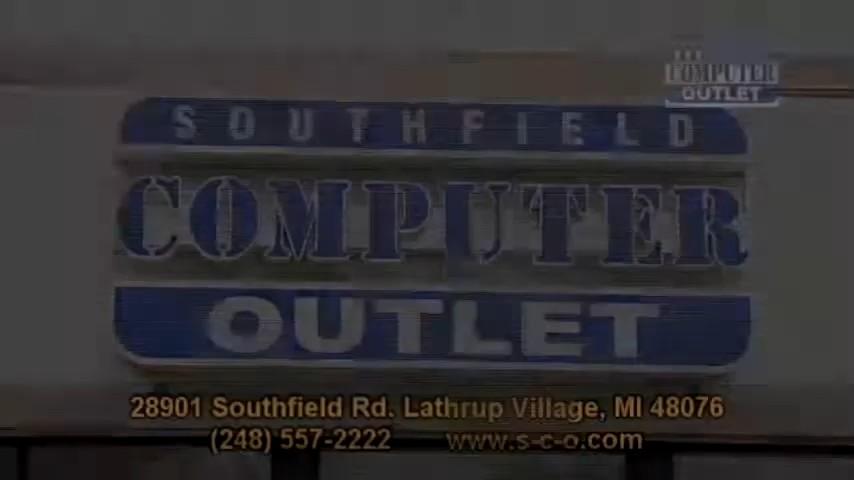 COMPUTER
OUTLET
SOUTHFIELD
COMPUTER
OUTLET
28901 Southfield Rd. Lathrup Village, MI 48076
(248) 557-2222 www.s-c-o.com